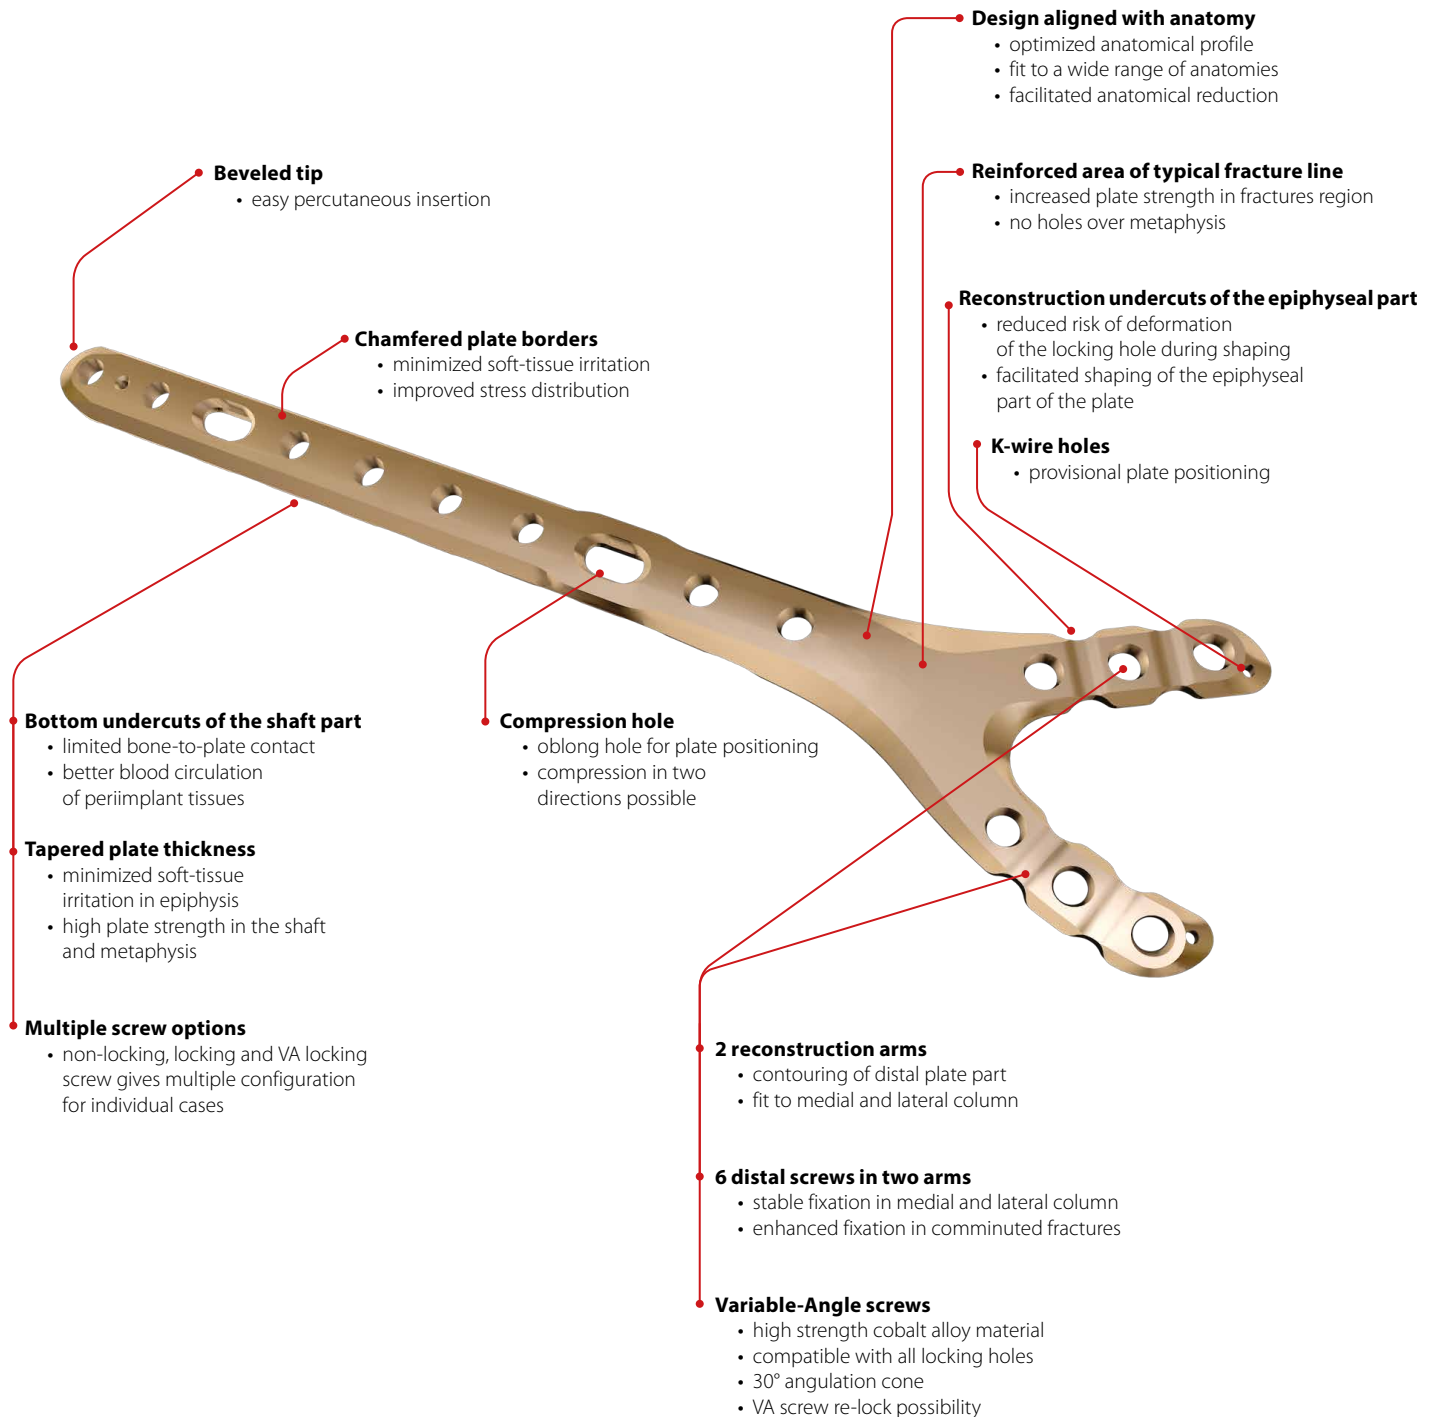 Design aligned with anatomy
• optimized anatomical profile
• fit to a wide range of anatomies
• facilitated anatomical reduction
Beveled tip
• easy percutaneous insertion
Reinforced area of typical fracture line
• increased plate strength in fractures region
• no holes over metaphysis
Reconstruction undercuts of the epiphyseal part
• reduced risk of deformation
of the locking hole during shaping
• facilitated shaping of the epiphyseal
part of the plate
Chamfered plate borders
• minimized soft-tissue irritation
• improved stress distribution
K-wire holes
• provisional plate positioning
Bottom undercuts of the shaft part
• limited bone-to-plate contact
• better blood circulation
of periimplant tissues
Compression hole
• oblong hole for plate positioning
• compression in two
directions possible
Tapered plate thickness
• minimized soft-tissue
irritation in epiphysis
• high plate strength in the shaft
and metaphysis
Multiple screw options
• non-locking, locking and VA locking
screw gives multiple configuration
for individual cases
2 reconstruction arms
• contouring of distal plate part
• fit to medial and lateral column
6 distal screws in two arms
• stable fixation in medial and lateral column
• enhanced fixation in comminuted fractures
Variable-Angle screws
• high strength cobalt alloy material
• compatible with all locking holes
• 30° angulation cone
• VA screw re-lock possibility